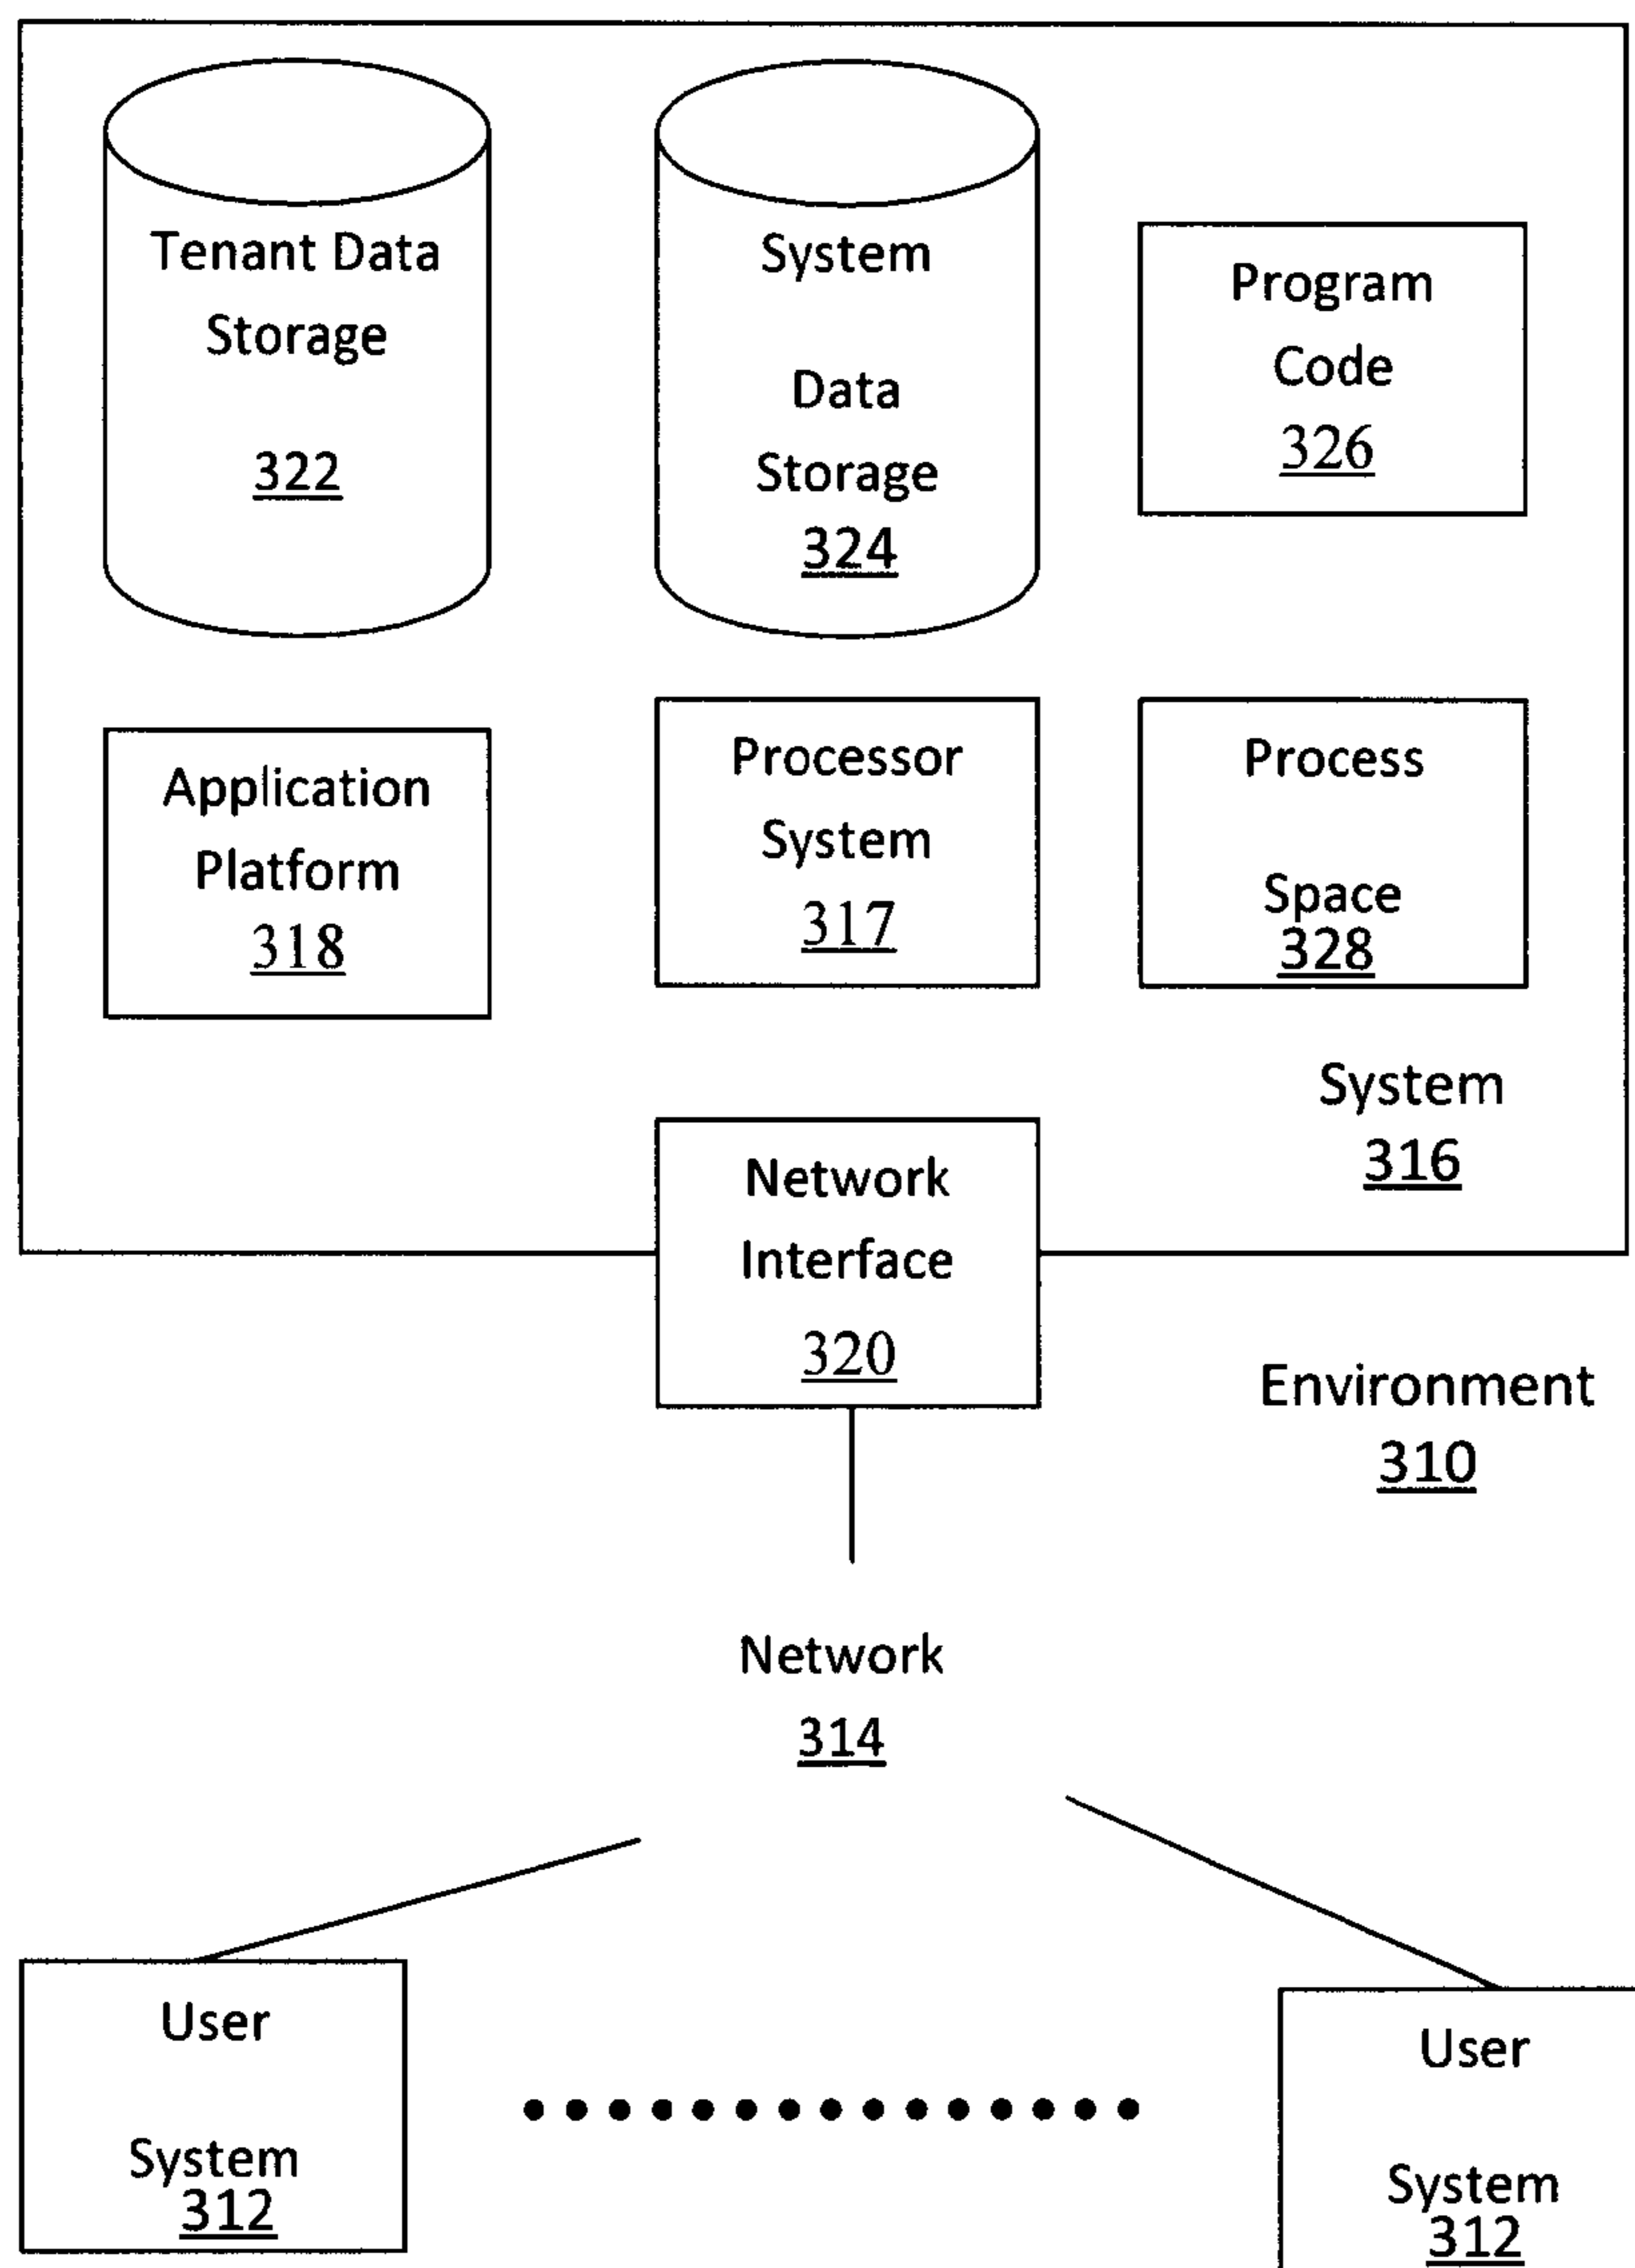 Tenant Data
Storage
322
System
Data
Storage
324
Program
Code
326
Application
Platform
318
Processor
System
317
Process
Space
328
System
316
Network
Interface
320
Environment
310
Network
314
User
System
312
User
System
312